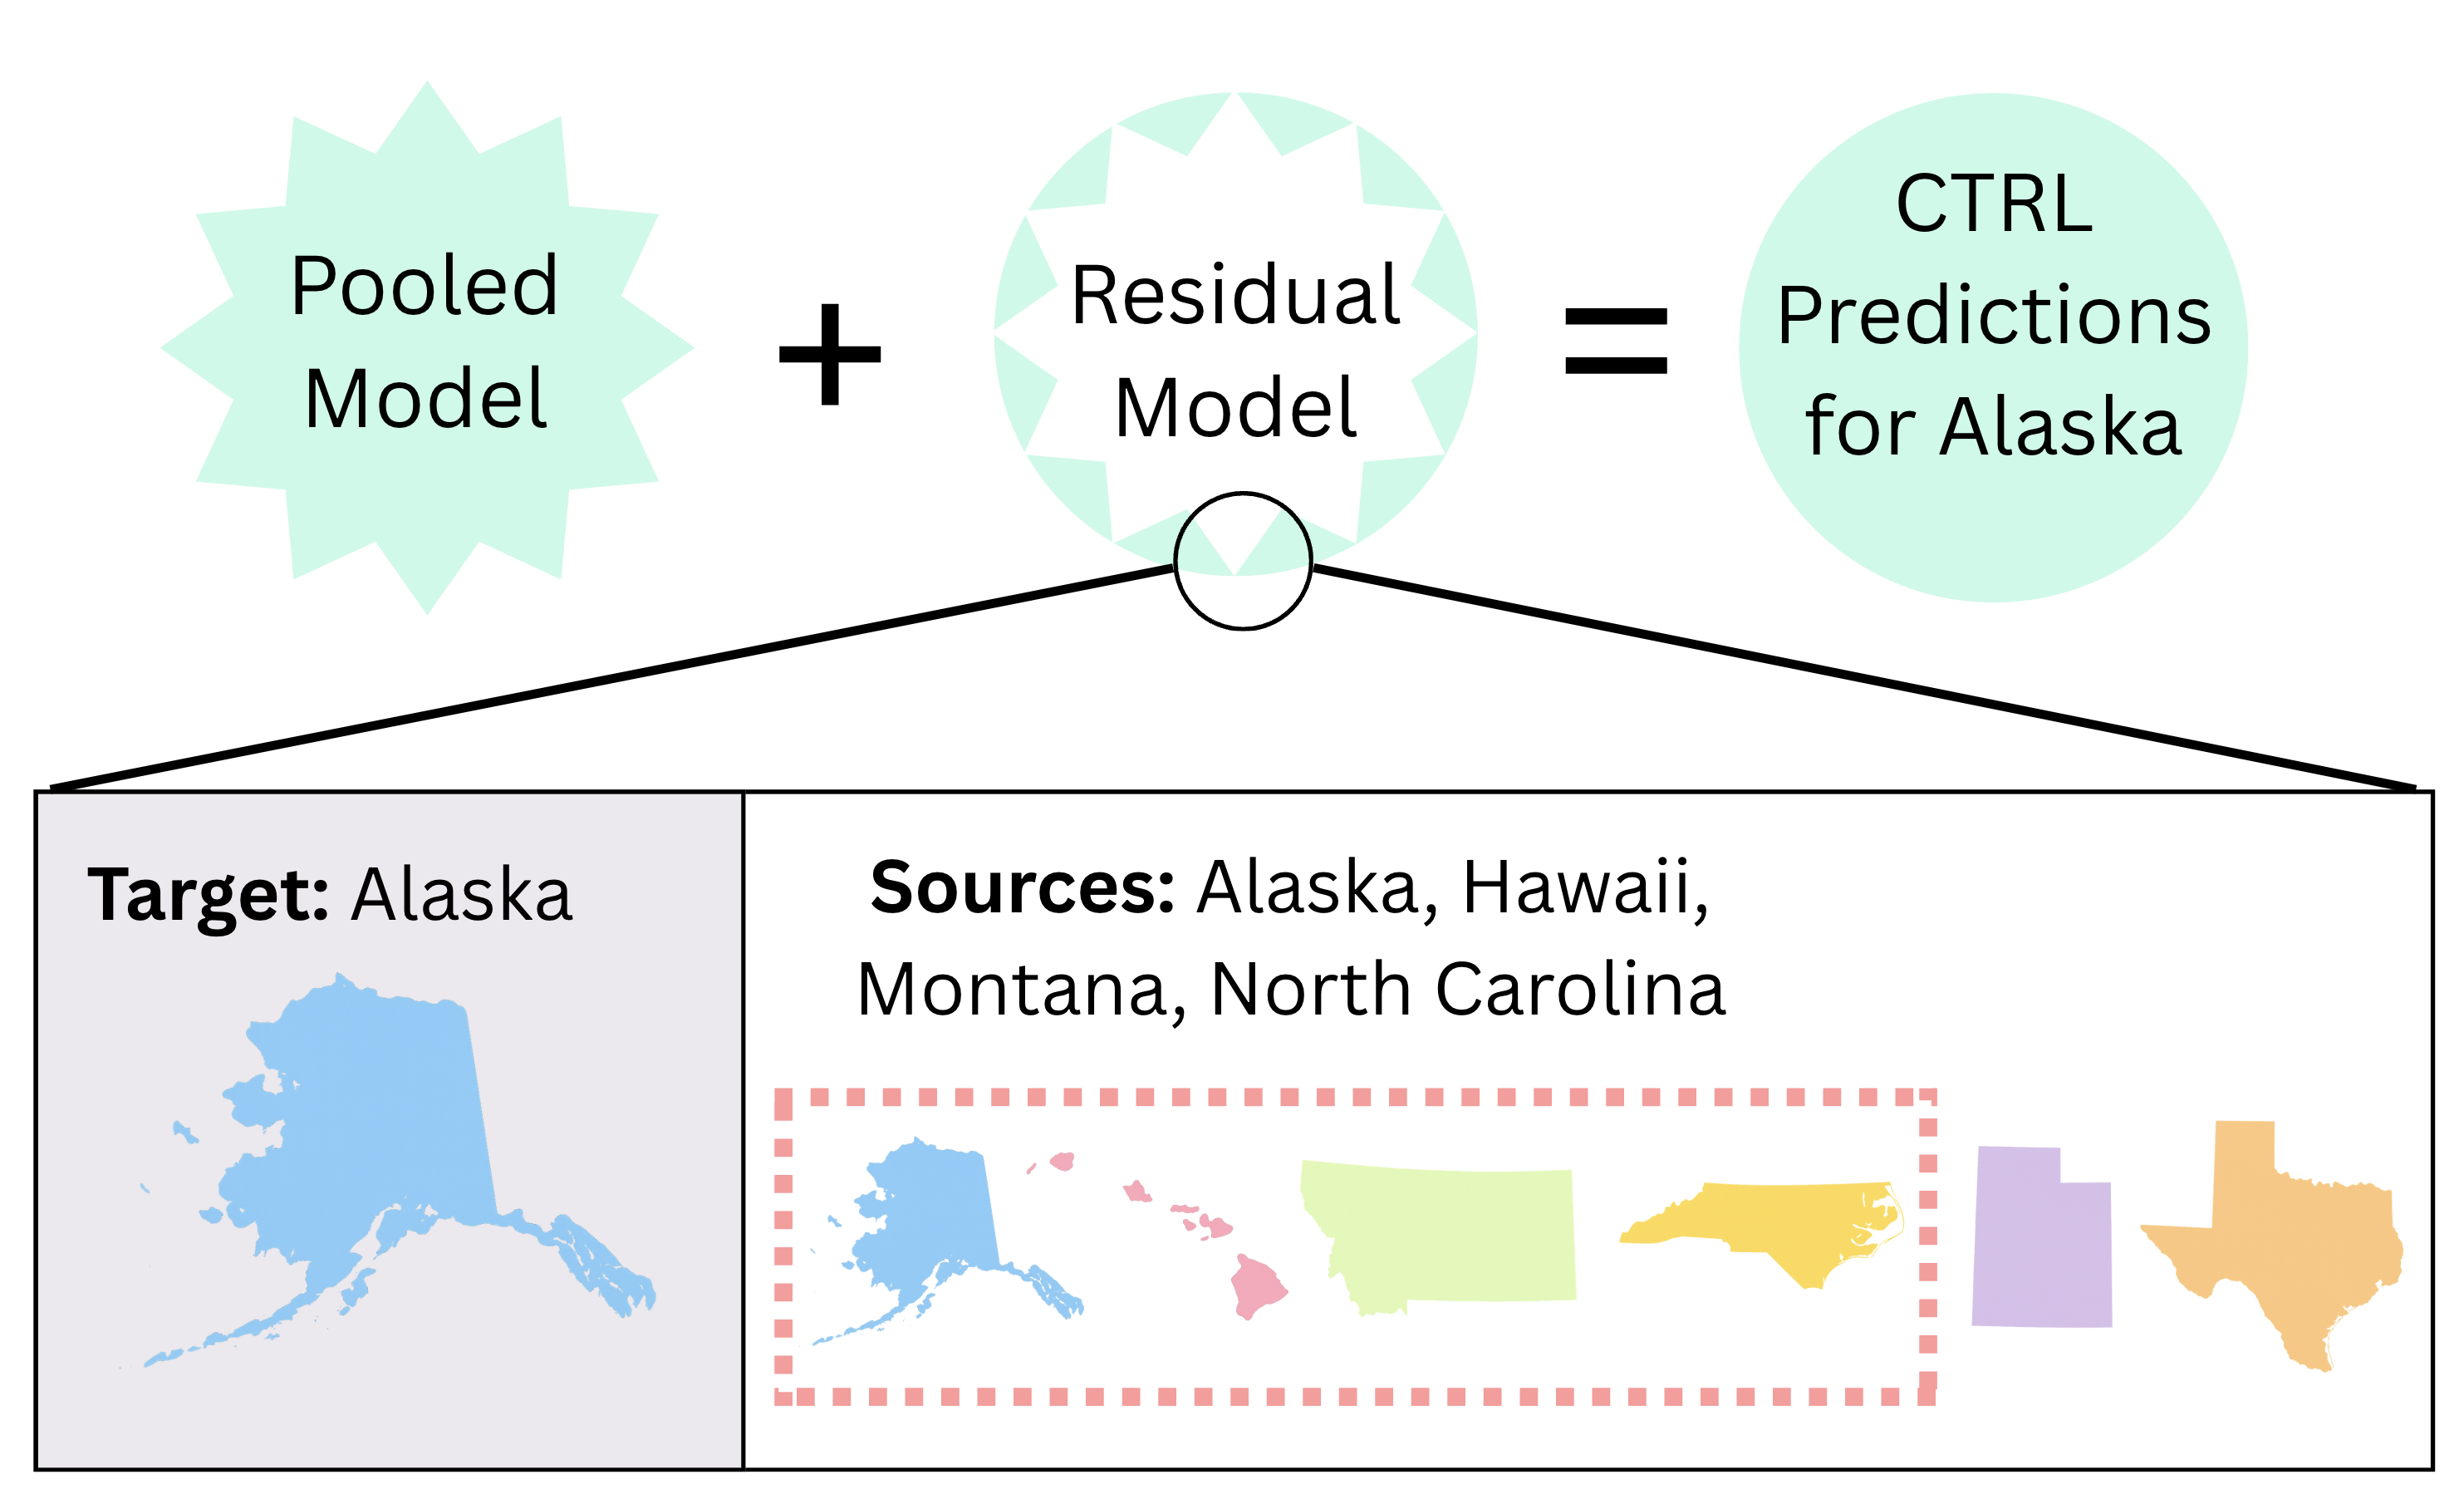 Pooled
Model
+
Residual
Model
=
CTRL
Predictions
for Alaska
Target: Alaska
Sources: Alaska, Hawaii,
Montana, North Carolina